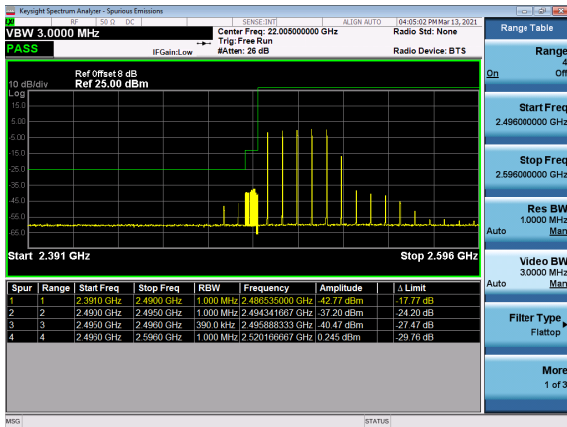 Keysight Spectrum Analyzer - Spurious Emissions
RF 50 Ω DC SENSE:INT ALIGN AUTO 04:05:02 PM Mar 13, 2021
VBW 3.0000 MHz Center Freq: 22.005000000 GHz Radio Std: None
Trig: Free Run
PASS IFGain:Low #Atten: 26 dB Radio Device: BTS
Ref Offset 8 dB
10 dB/div Ref 25.00 dBm
Log
15.0
5.00
-5.00
-15.0
-25.0
-35.0
-45.0
-55.0
-65.0
Start 2.391 GHz Stop 2.596 GHz
Spur Range Start Freq Stop Freq RBW Frequency Amplitude Δ Limit
1 1 2.3910 GHz 2.4900 GHz 1.000 MHz 2.486535000 GHz -42.77 dBm -17.77 dB
2 2 2.4900 GHz 2.4950 GHz 1.000 MHz 2.494341667 GHz -37.20 dBm -24.20 dB
3 3 2.4950 GHz 2.4960 GHz 390.0 kHz 2.495888333 GHz -40.47 dBm -27.47 dB
4 4 2.4960 GHz 2.5960 GHz 1.000 MHz 2.520166667 GHz 0.245 dBm -29.76 dB
MSG STATUS
Range Table
Range
4
On Off
Start Freq
2.496000000 GHz
Stop Freq
2.596000000 GHz
Res BW
1.0000 MHz
Auto Man
Video BW
3.0000 MHz
Auto Man
Filter Type
Flattop
More
1 of 3